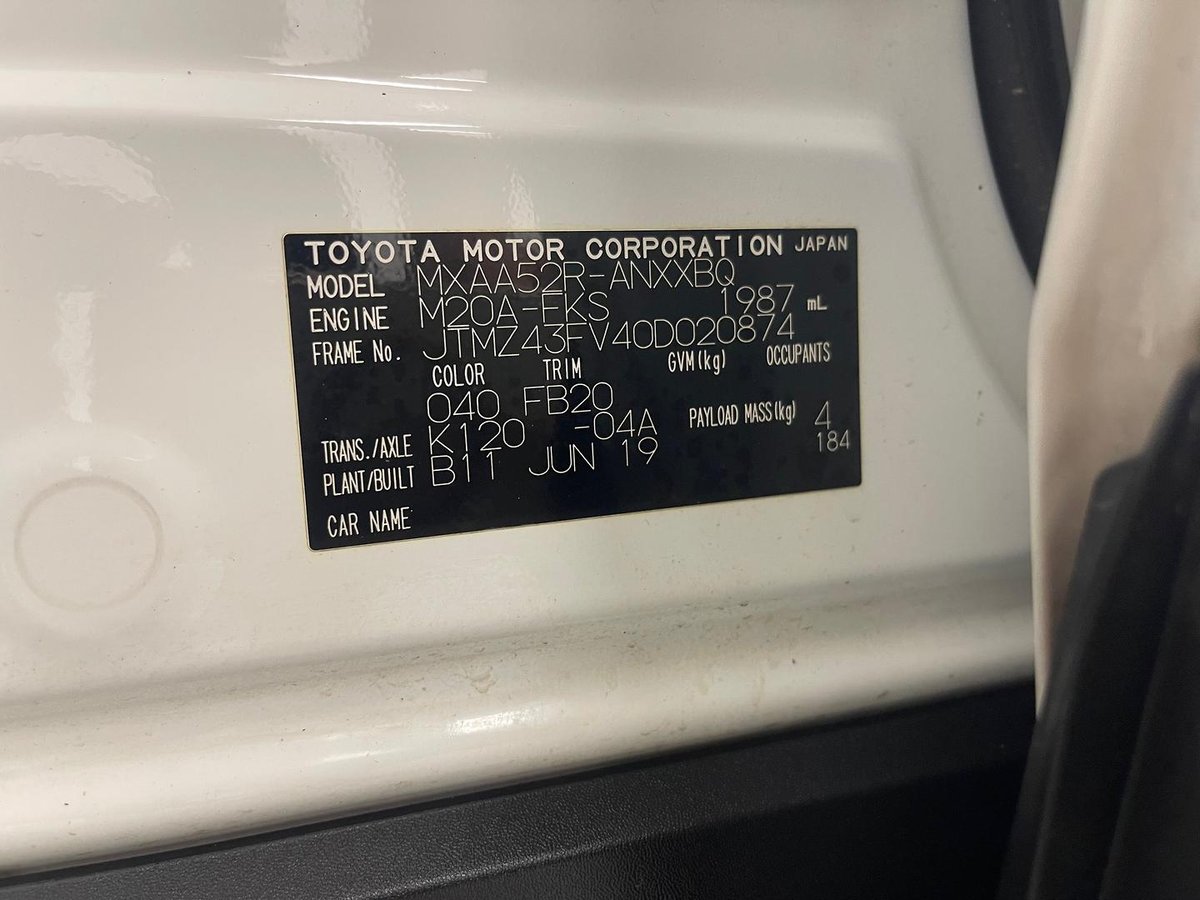 TOYOTA MOTOR CORPORATION JAPAN
MODEL MXAA52R-ANXXBQ
ENGINE M20A-FKS 1987 mL
FRAME No. JTMZ43FV40D020874
COLOR TRIM GVM(kg) OCCUPANTS
040 FB20
TRANS./AXLE K120 -04A PAYLOAD MASS(kg) 4
PLANT/BUILT B11 JUN 19 184
CAR NAME